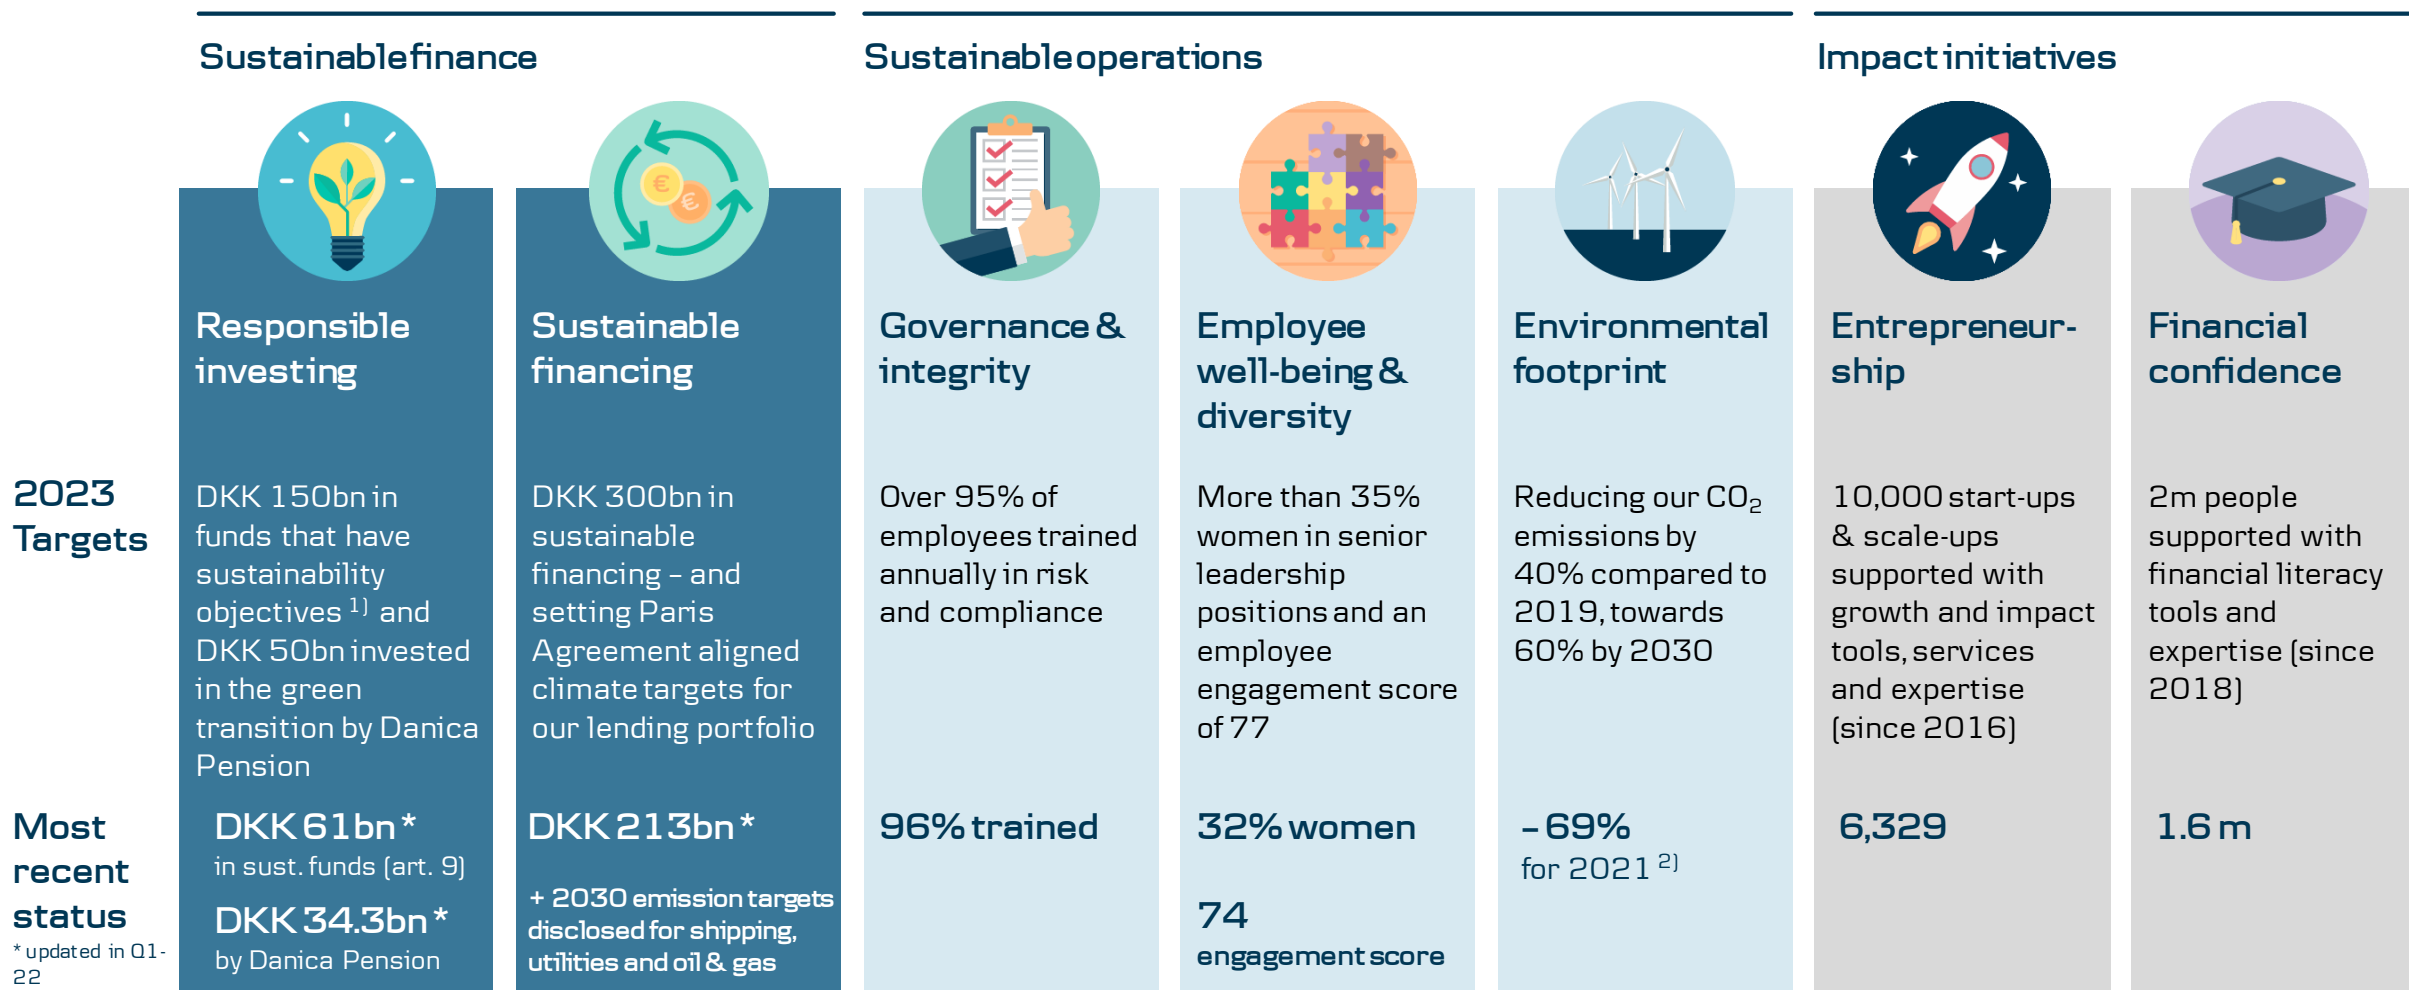 Sustainable finance
Sustainable operations
Impact initiatives
Responsible
investing
Sustainable
financing
Governance &
integrity
Employee
well-being &
diversity
Environmental
footprint
Entrepreneur-
ship
Financial
confidence
2023
Targets
DKK 150bn in
funds that have
sustainability
objectives 1) and
DKK 50bn invested
in the green
transition by Danica
Pension
DKK 300bn in
sustainable
financing – and
setting Paris
Agreement aligned
climate targets for
our lending portfolio
Over 95% of
employees trained
annually in risk
and compliance
More than 35%
women in senior
leadership
positions and an
employee
engagement score
of 77
Reducing our CO2
emissions by
40% compared to
2019, towards
60% by 2030
10,000 start-ups
& scale-ups
supported with
growth and impact
tools, services
and expertise
(since 2016)
2m people
supported with
financial literacy
tools and
expertise (since
2018)
Most
recent
status
* updated in Q1-
22
DKK 61bn *
in sust. funds (art. 9)
DKK 34.3bn *
by Danica Pension
DKK 213bn *
+ 2030 emission targets
disclosed for shipping,
utilities and oil & gas
96% trained
32% women
74
engagement score
– 69%
for 2021 2)
6,329
1.6 m